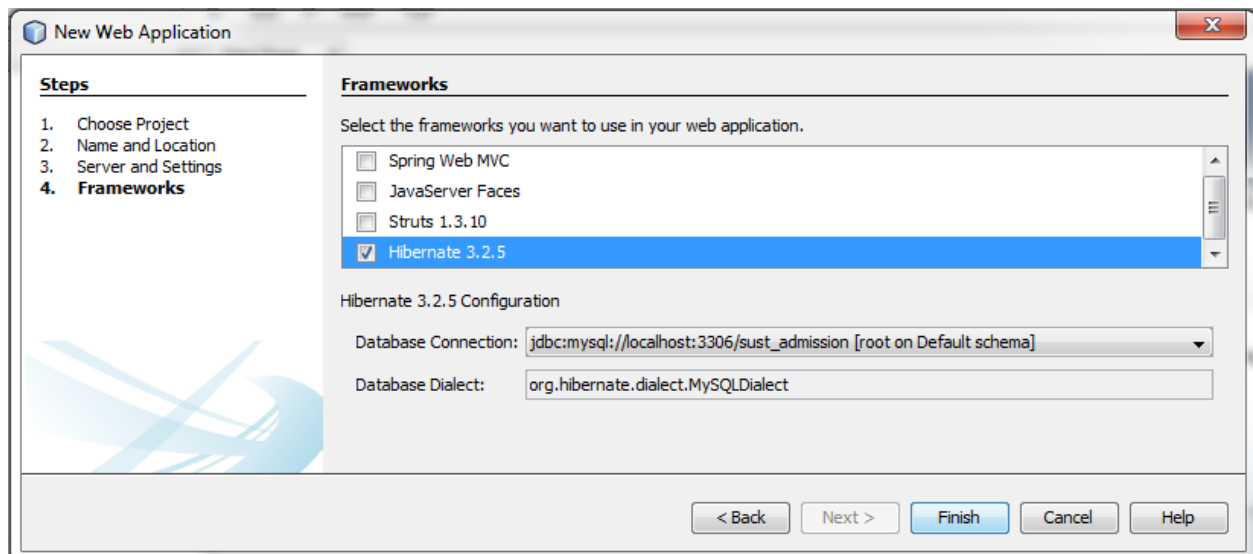 New Web Application
Steps
1. Choose Project
2. Name and Location
3. Server and Settings
4. Frameworks
Frameworks
Select the frameworks you want to use in your web application.
Spring Web MVC
JavaServer Faces
Struts 1.3.10
Hibernate 3.2.5
Hibernate 3.2.5 Configuration
Database Connection: jdbc:mysql://localhost:3306/sust_admission [root on Default schema]
Database Dialect: org.hibernate.dialect.MySQLDialect
< Back Next > Finish Cancel Help